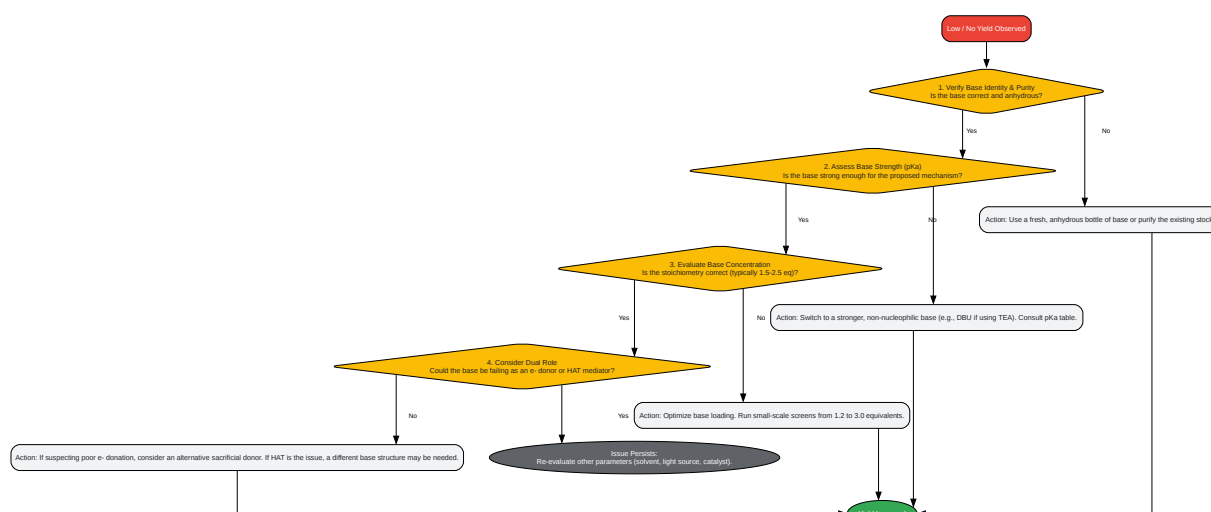 Low / No Yield Observed
1. Verify Base Identity & Purity
Is the base correct and anhydrous?
Yes
No
2. Assess Base Strength (pKa)
Is the base strong enough for the proposed mechanism?
Yes
No
Action: Use a fresh, anhydrous bottle of base or purify the existing stock
3. Evaluate Base Concentration
Is the stoichiometry correct (typically 1.5-2.5 eq)?
Yes
No
Action: Switch to a stronger, non-nucleophilic base (e.g., DBU if using TEA). Consult pKa table.
4. Consider Dual Role
Could the base be failing as an e- donor or HAT mediator?
No
Yes
Action: Optimize base loading. Run small-scale screens from 1.2 to 3.0 equivalents.
Action: If suspecting poor e- donation, consider an alternative sacrificial donor. If HAT is the issue, a different base structure may be needed.
Issue Persists:
Re-evaluate other parameters (solvent, light source, catalyst).